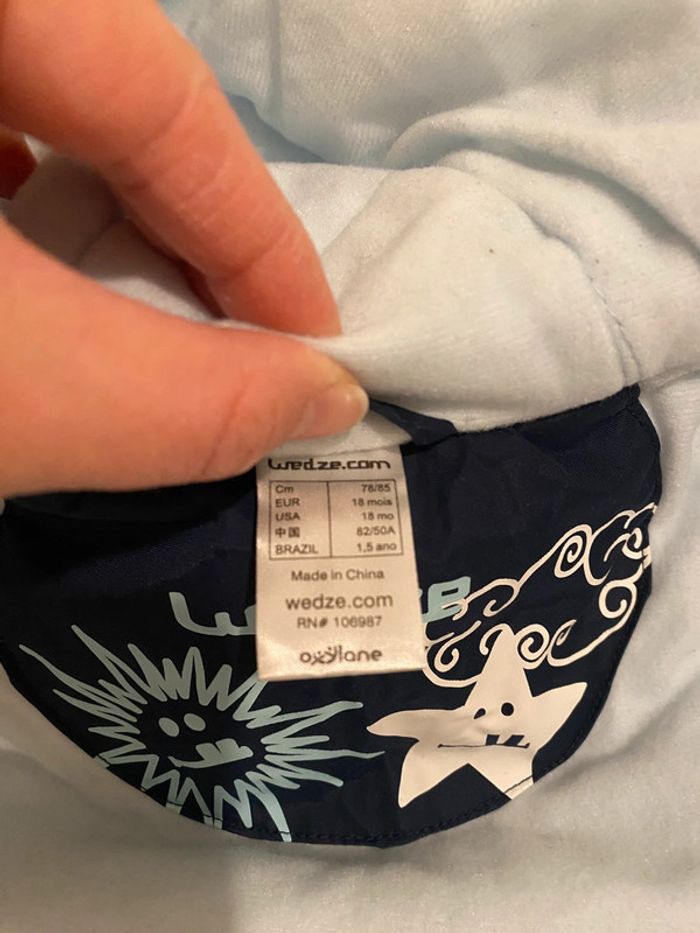 wedze.com
Cm 78/85
EUR 18 mois
USA 18 mo
中国 82/50A
BRAZIL 1,5 ano
Made in China
wedze.com
RN# 106987
oxylane